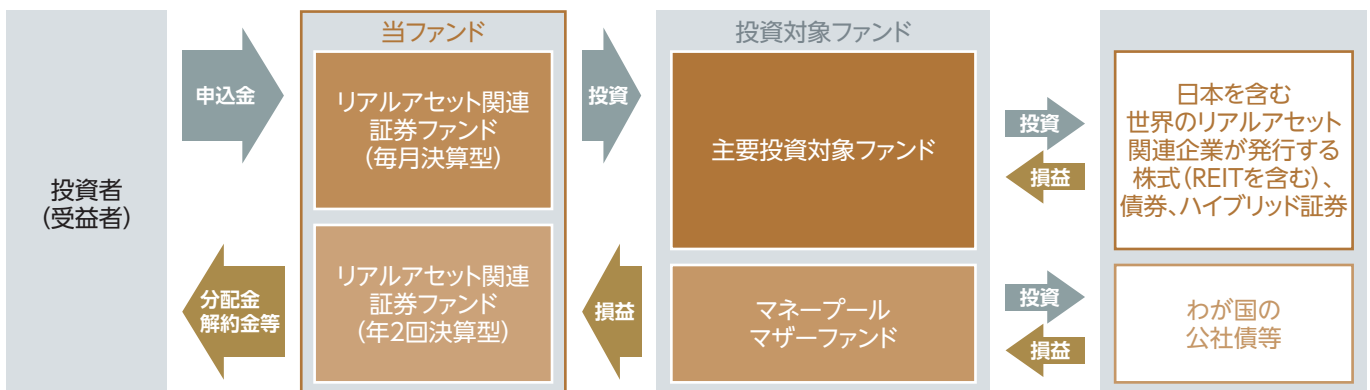 投資者
(受益者)
申込金
分配金
解約金等
当ファンド
リアルアセット関連
証券ファンド
(毎月決算型)
リアルアセット関連
証券ファンド
(年2回決算型)
投資
損益
投資対象ファンド
主要投資対象ファンド
マネープール
マザーファンド
投資
損益
投資
損益
日本を含む
世界のリアルアセット
関連企業が発行する
株式(REITを含む)、
債券、ハイブリッド証券
わが国の
公社債等